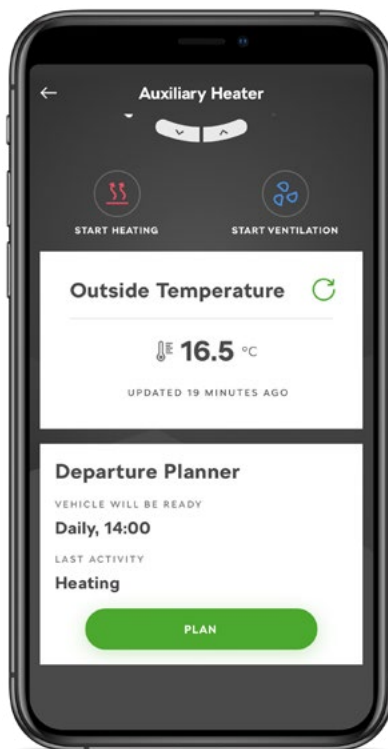 Auxiliary Heater
START HEATING
START VENTILATION
Outside Temperature
16.5 °C
UPDATED 19 MINUTES AGO
Departure Planner
VEHICLE WILL BE READY
Daily, 14:00
LAST ACTIVITY
Heating
PLAN